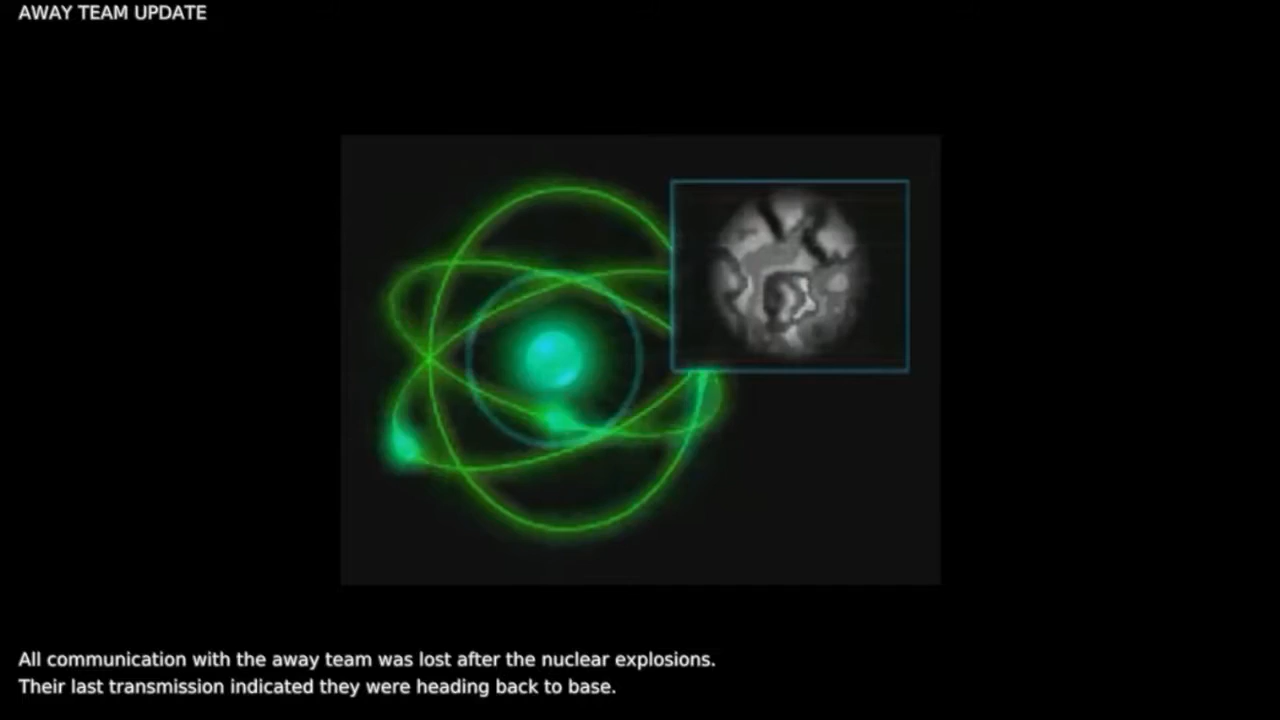 AWAY TEAM UPDATE
All communication with the away team was lost after the nuclear explosions.
Their last transmission indicated they were heading back to base.